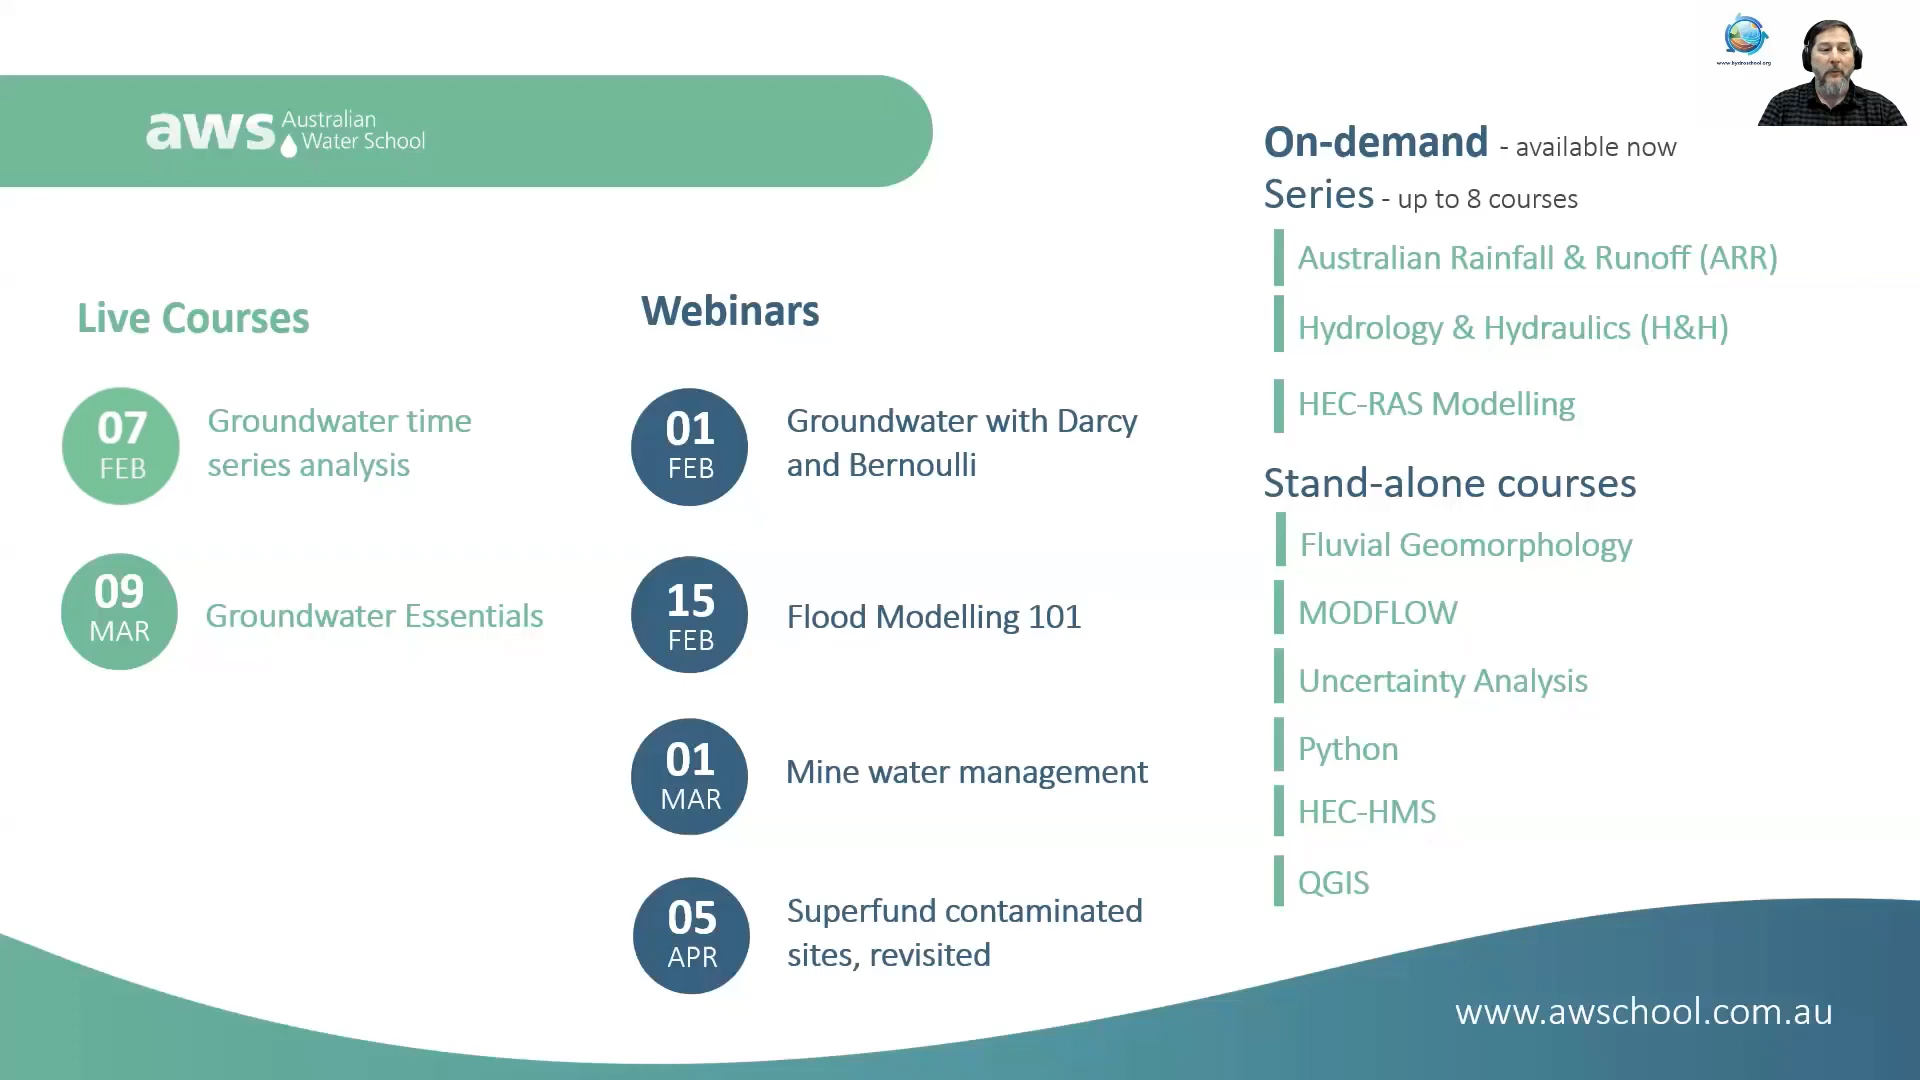 www.hydroschool.org
aws Australian
Water School
Live Courses
07
FEB
Groundwater time
series analysis
09
MAR
Groundwater Essentials
Webinars
01
FEB
Groundwater with Darcy
and Bernoulli
15
FEB
Flood Modelling 101
01
MAR
Mine water management
05
APR
Superfund contaminated
sites, revisited
On-demand - available now
Series - up to 8 courses
Australian Rainfall & Runoff (ARR)
Hydrology & Hydraulics (H&H)
HEC-RAS Modelling
Stand-alone courses
Fluvial Geomorphology
MODFLOW
Uncertainty Analysis
Python
HEC-HMS
QGIS
www.awschool.com.au